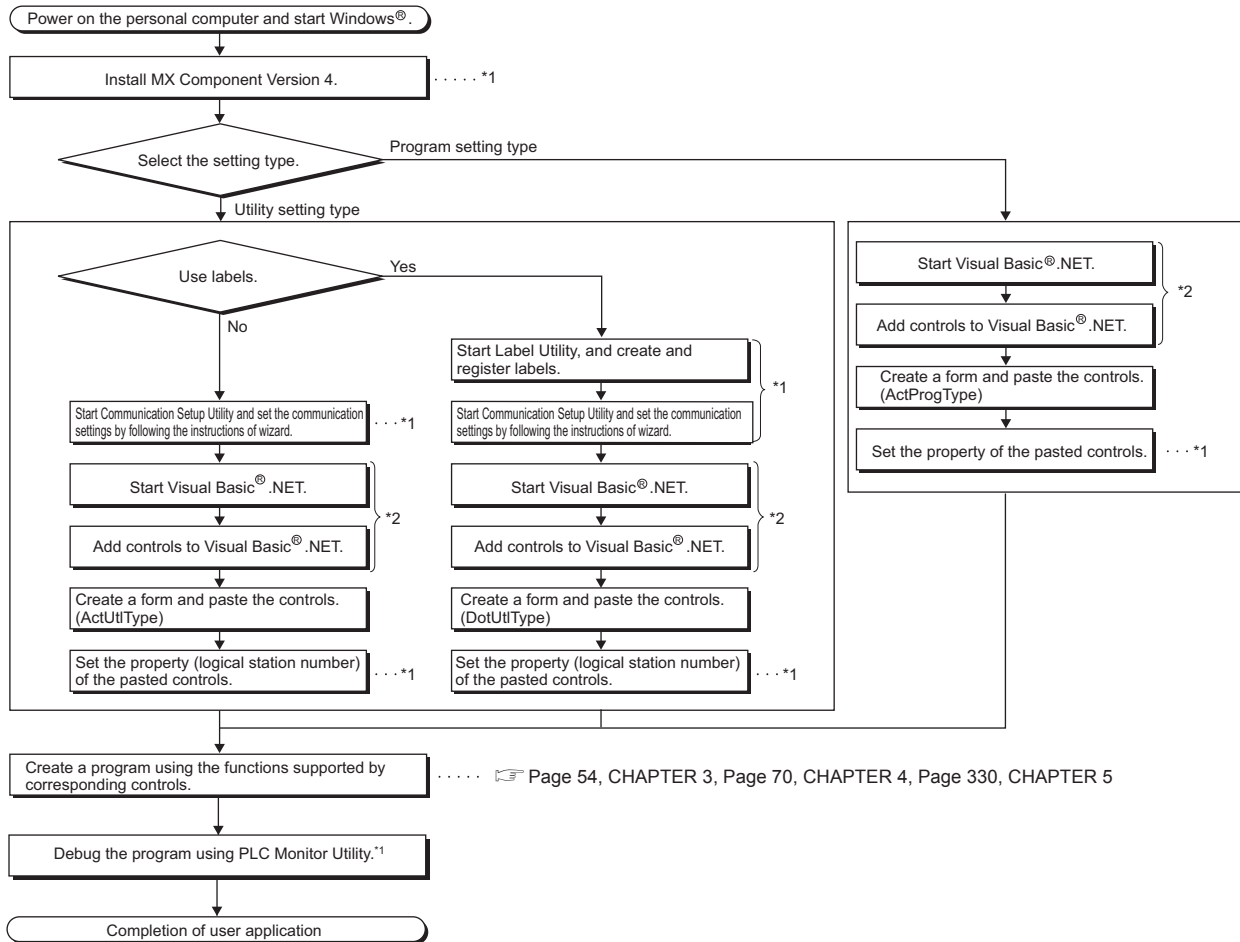 Power on the personal computer and start Windows®.
Install MX Component Version 4.
· · · · · *1
Select the setting type.
Program setting type
Utility setting type
Use labels.
Yes
No
Start Label Utility, and create and
register labels.
Start Communication Setup Utility and set the communication
settings by following the instructions of wizard.
*1
Start Communication Setup Utility and set the communication
settings by following the instructions of wizard.
· · · *1
Start Visual Basic® .NET.
Add controls to Visual Basic® .NET.
*2
Create a form and paste the controls.
(ActUtlType)
Set the property (logical station number)
of the pasted controls.
· · · *1
Start Visual Basic®.NET.
Add controls to Visual Basic® .NET.
*2
Create a form and paste the controls.
(DotUtlType)
Set the property (logical station number)
of the pasted controls.
· · · *1
Start Visual Basic®.NET.
Add controls to Visual Basic®.NET.
*2
Create a form and paste the controls.
(ActProgType)
Set the property of the pasted controls.
· · · *1
Create a program using the functions supported by
corresponding controls.
· · · · · ☞ Page 54, CHAPTER 3, Page 70, CHAPTER 4, Page 330, CHAPTER 5
Debug the program using PLC Monitor Utility.*1
Completion of user application